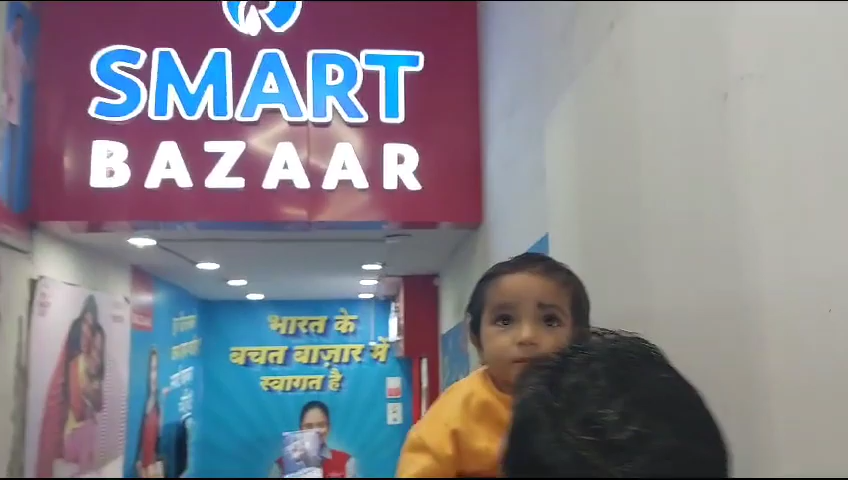 SMART
BAZAAR
भारत के
बचत बाज़ार में
स्वागत है